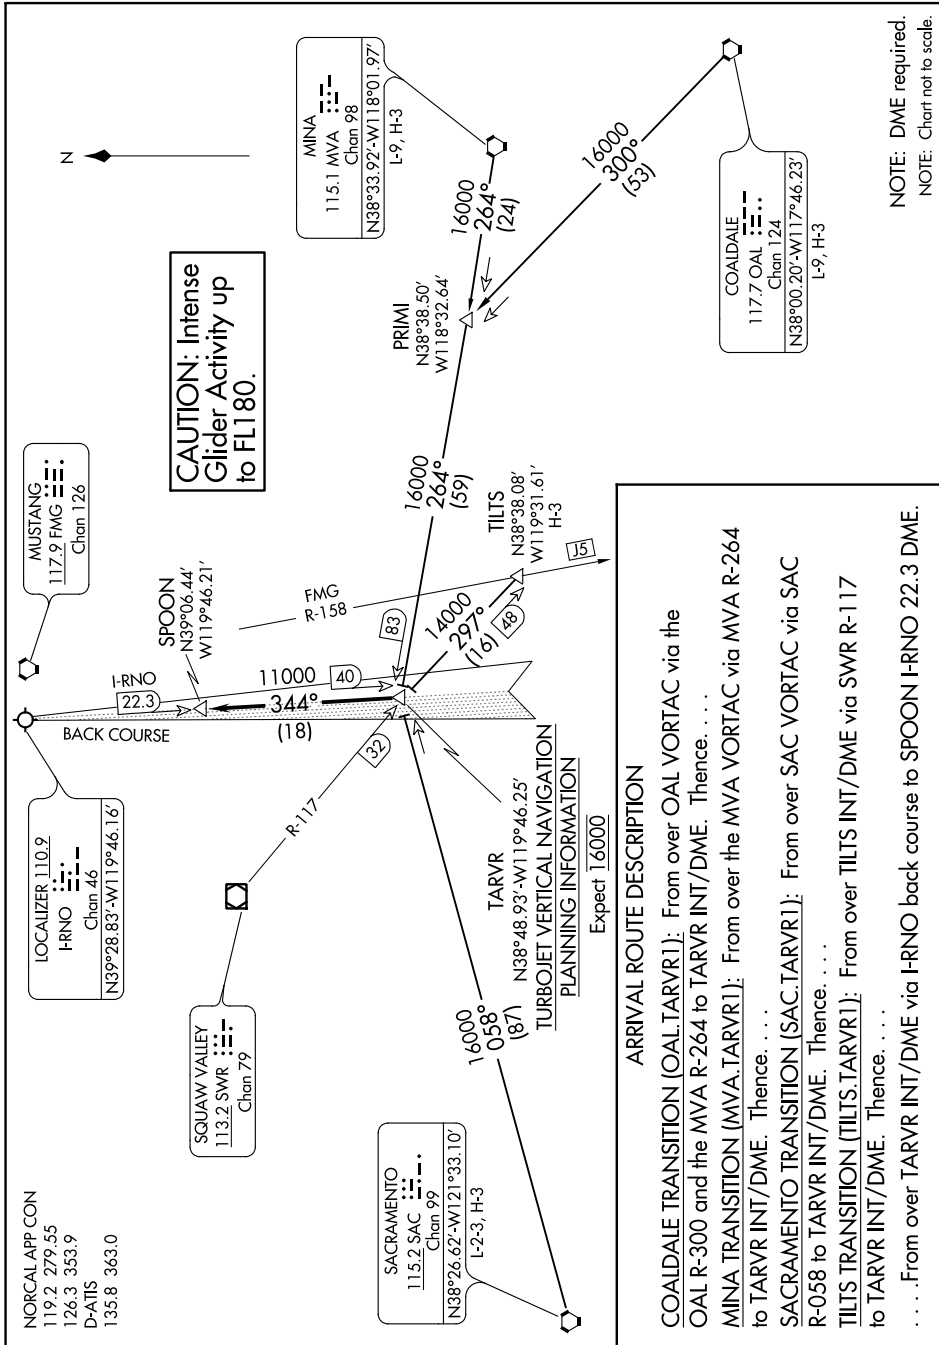 NORCAL APP CON
119.2 279.55
126.3 353.9
D-ATIS
135.8 363.0
LOCALIZER 110.9
I-RNO
Chan 46
N39°28.83'-W119°46.16'
MUSTANG
117.9 FMG
Chan 126
N
CAUTION: Intense
Glider Activity up
to FL180.
MINA
115.1 MVA
Chan 98
N38°33.92'-W118°01.97'
L-9, H-3
SQUAW VALLEY
113.2 SWR
Chan 79
I-RNO
22.3
BACK COURSE
SPOON
N39°06.44'
W119°46.21'
11000
344°
(18)
40
FMG
R-158
R-117
32
83
14000
297°
(16)
48
TILTS
N38°38.08'
W119°31.61'
H-3
J5
16000
264°
(59)
PRIMI
N38°38.50'
W118°32.64'
16000
264°
(24)
16000
300°
(53)
COALDALE
117.7 OAL
Chan 124
N38°00.20'-W117°46.23'
L-9, H-3
SACRAMENTO
115.2 SAC
Chan 99
N38°26.62'-W121°33.10'
L-2-3, H-3
16000
058°
(87)
TARVR
N38°48.93'-W119°46.25'
TURBOJET VERTICAL NAVIGATION
PLANNING INFORMATION
Expect 16000
NOTE: DME required.
NOTE: Chart not to scale.
ARRIVAL ROUTE DESCRIPTION
COALDALE TRANSITION (OAL.TARVR1): From over OAL VORTAC via the
OAL R-300 and the MVA R-264 to TARVR INT/DME. Thence. . . .
MINA TRANSITION (MVA.TARVR1): From over the MVA VORTAC via MVA R-264
to TARVR INT/DME. Thence. . . .
SACRAMENTO TRANSITION (SAC.TARVR1): From over SAC VORTAC via SAC
R-058 to TARVR INT/DME. Thence. . . .
TILTS TRANSITION (TILTS.TARVR1): From over TILTS INT/DME via SWR R-117
to TARVR INT/DME. Thence. . . .
. . . .From over TARVR INT/DME via I-RNO back course to SPOON I-RNO 22.3 DME.